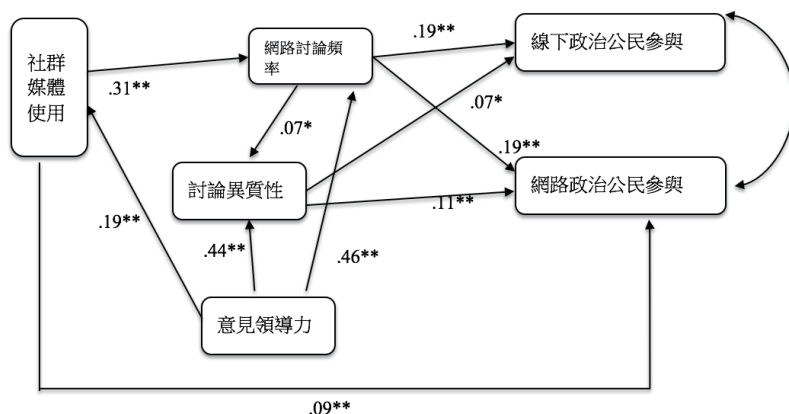 社群
媒體
使用
網路討論頻
率
線下政治公民參與
.31**
.19**
.07*
.07*
.19**
討論異質性
網路政治公民參與
.11**
.19**
.44**
.46**
意見領導力
.09**